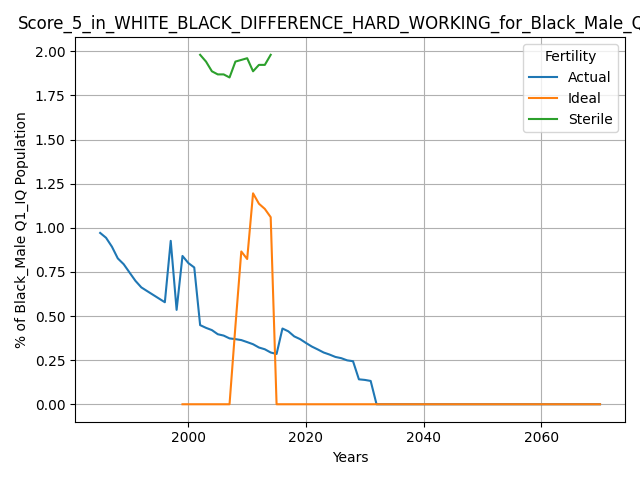 Score_5_in_WHITE_BLACK_DIFFERENCE_HARD_WORKING_for_Black_Male_Q
Fertility
Actual
Ideal
Sterile
% of Black_Male Q1_IQ Population
2.00
1.75
1.50
1.25
1.00
0.75
0.50
0.25
0.00
2000 2020 2040 2060
Years